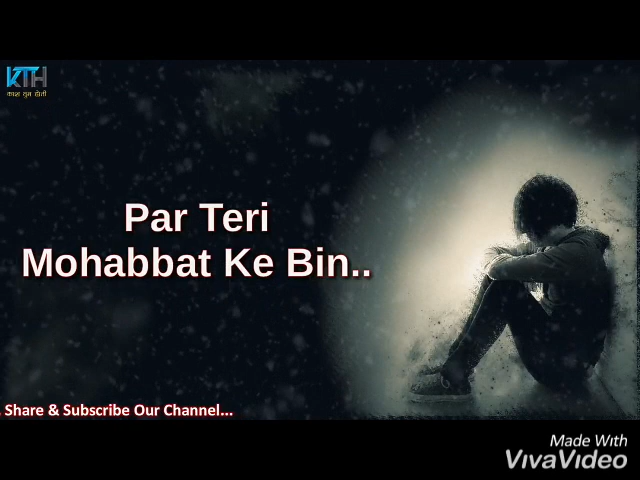 KTH
काश तुम होती
Par Teri
Mohabbat Ke Bin..
Share & Subscribe Our Channel...
Made With
VivaVideo